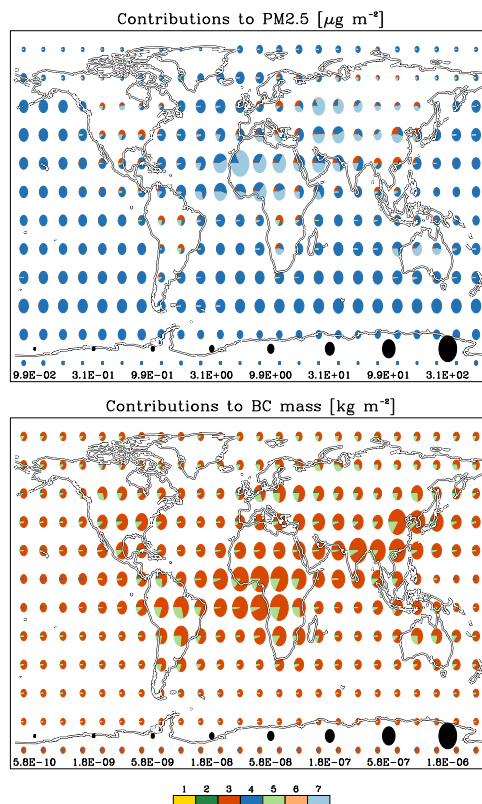 Contributions to PM2.5 [μg m⁻²]
9.9E-02 3.1E-01 9.9E-01 3.1E+00 9.9E+00 3.1E+01 9.9E+01 3.1E+02
Contributions to BC mass [kg m⁻²]
5.8E-10 1.8E-09 5.8E-09 1.8E-08 5.8E-08 1.8E-07 5.8E-07 1.8E-06
1 2 3 4 5 6 7